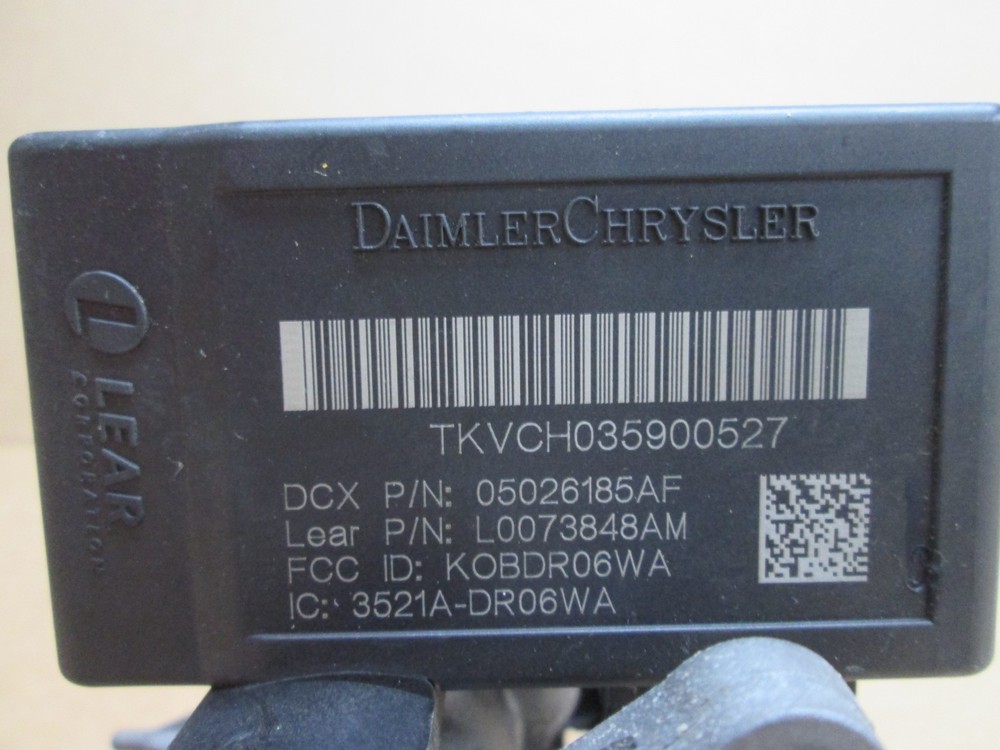 DAIMLERCHRYSLER
TKVCH035900527
DCX P/N: 05026185AF
Lear P/N: L0073848AM
FCC ID: KOBDR06WA
IC: 3521A-DR06WA
LEAR
CORPORATION